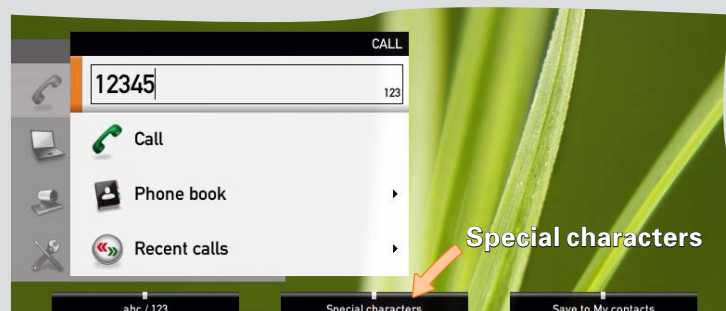 CALL
12345
123
Call
Phone book
Recent calls
Special characters
abc / 123
Special characters
Save to My contacts